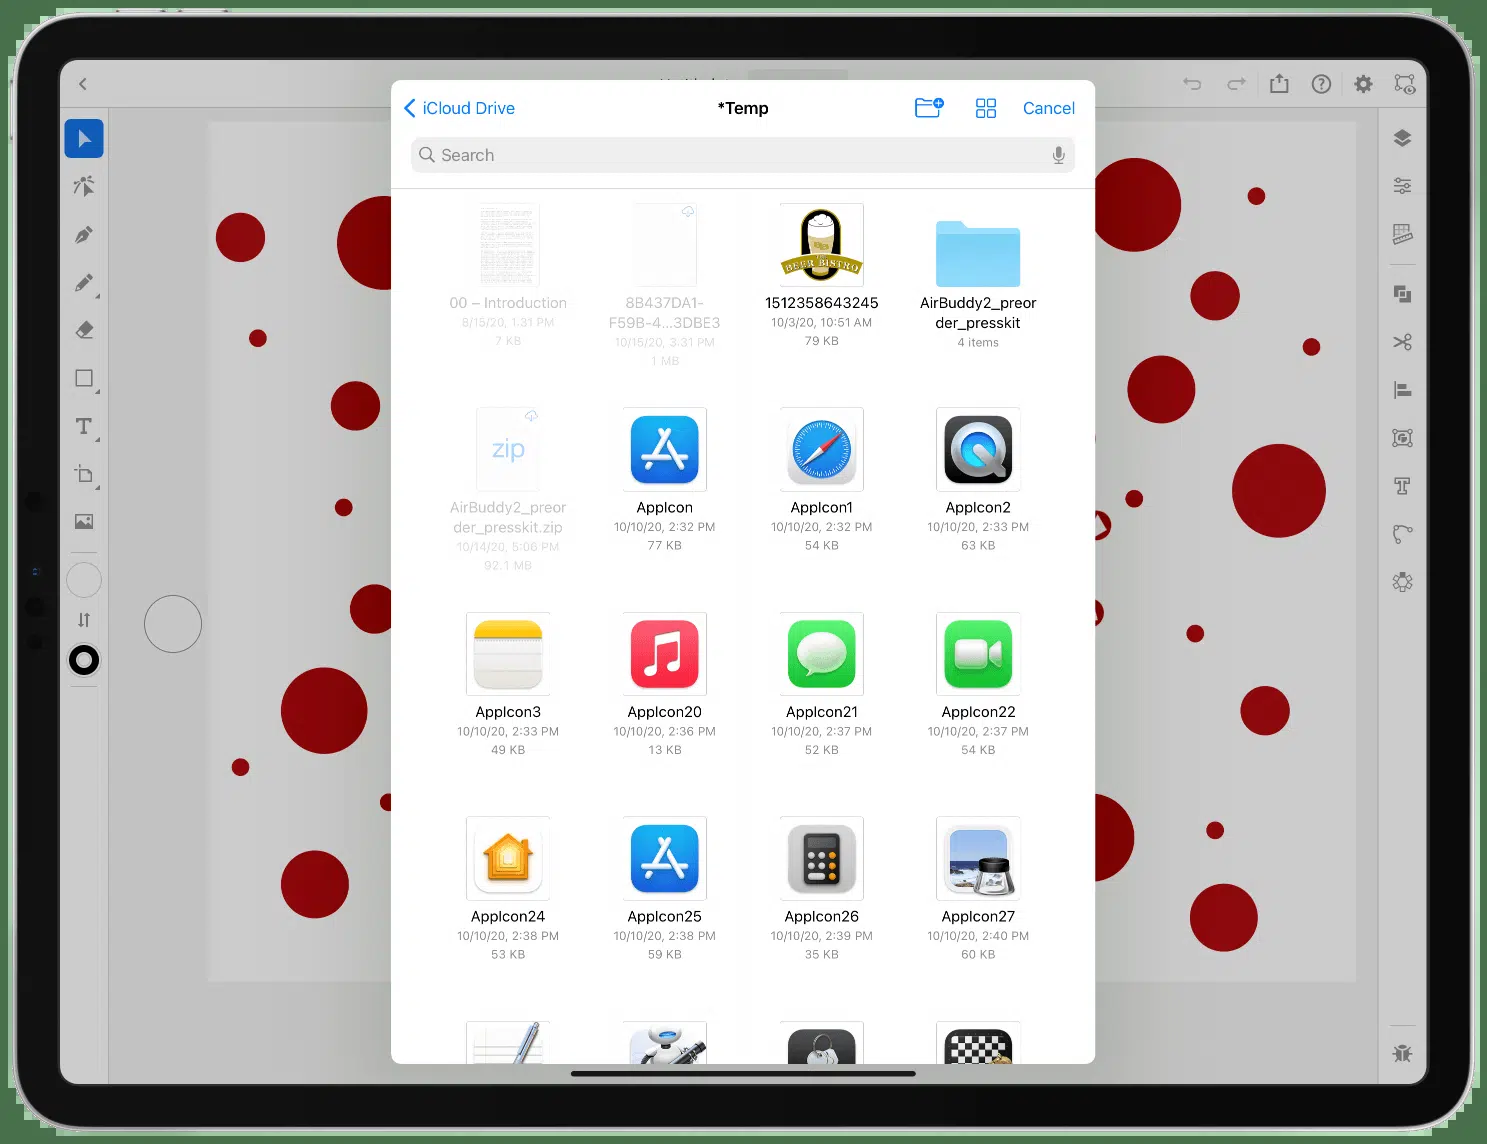 iCloud Drive
*Temp
Cancel
Search
00 – Introduction
8/15/20, 1:31 PM
7 KB
8B437DA1-
F59B-4...3DBE3
10/15/20, 3:31 PM
1 MB
BEER BISTRO
1512358643245
10/3/20, 10:51 AM
79 KB
AirBuddy2_preor
der_presskit
4 items
zip
AirBuddy2_preor
der_presskit.zip
10/14/20, 5:06 PM
92.1 MB
AppIcon
10/10/20, 2:32 PM
77 KB
AppIcon1
10/10/20, 2:32 PM
54 KB
AppIcon2
10/10/20, 2:33 PM
63 KB
AppIcon3
10/10/20, 2:33 PM
49 KB
AppIcon20
10/10/20, 2:36 PM
13 KB
AppIcon21
10/10/20, 2:37 PM
52 KB
AppIcon22
10/10/20, 2:37 PM
54 KB
AppIcon24
10/10/20, 2:38 PM
53 KB
AppIcon25
10/10/20, 2:38 PM
59 KB
AppIcon26
10/10/20, 2:39 PM
35 KB
AppIcon27
10/10/20, 2:40 PM
60 KB